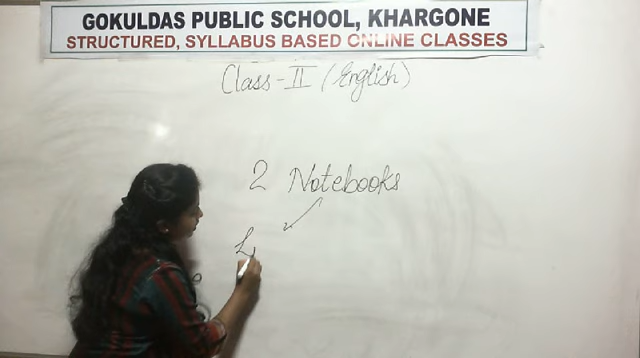 GOKULDAS PUBLIC SCHOOL, KHARGONE
STRUCTURED, SYLLABUS BASED ONLINE CLASSES
Class - II (English)
2 Notebooks
L